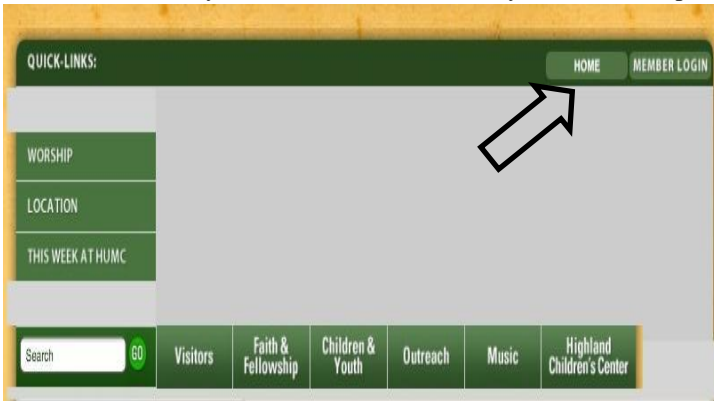 QUICK-LINKS:
HOME
MEMBER LOGIN
WORSHIP
LOCATION
THIS WEEK AT HUMC
Search
GO
Visitors
Faith &
Fellowship
Children &
Youth
Outreach
Music
Highland
Children's Center